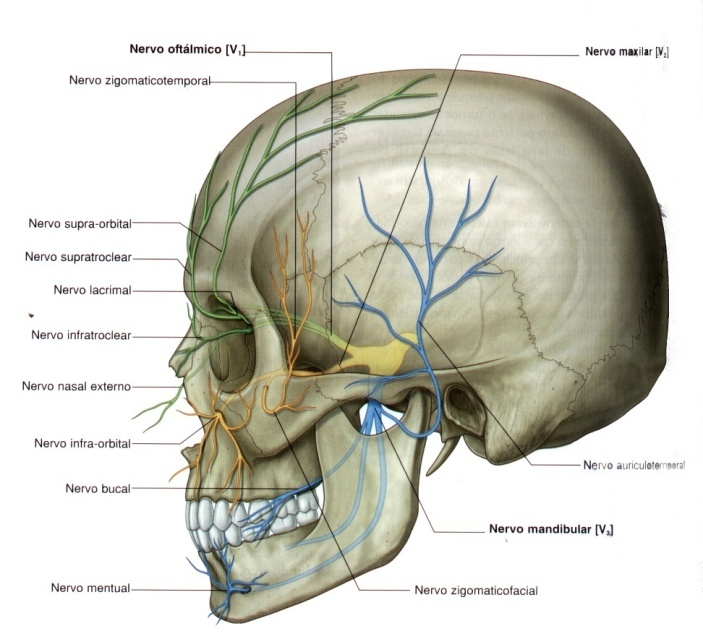 Nervo oftálmico [V₁]
Nervo maxilar [V₂]
Nervo zigomaticotemporal
Nervo supra-orbital
Nervo supratroclear
Nervo lacrimal
Nervo infratroclear
Nervo nasal externo
Nervo infra-orbital
Nervo auriculotemporal
Nervo bucal
Nervo mandibular [V₃]
Nervo mentual
Nervo zigomaticofacial